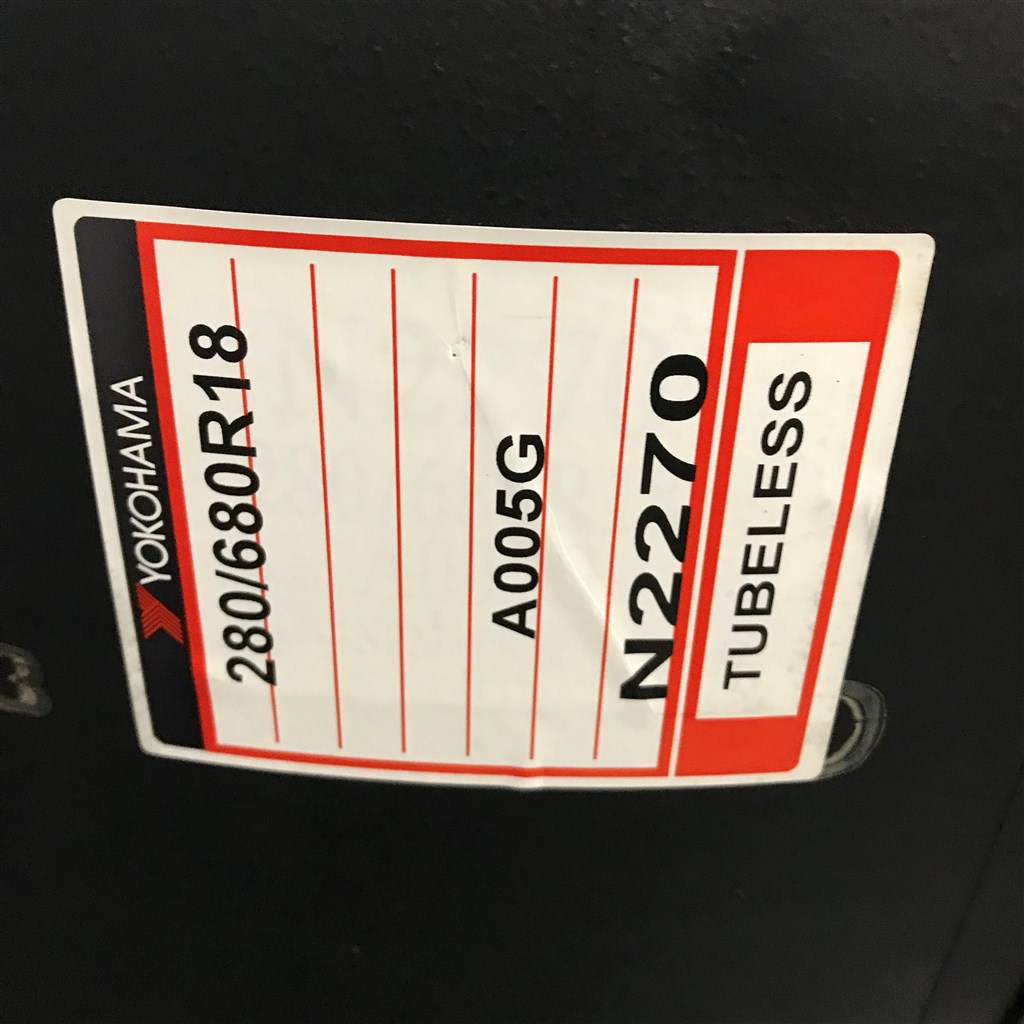 YOKOHAMA
280/680R18
A005G
N2270
TUBELESS